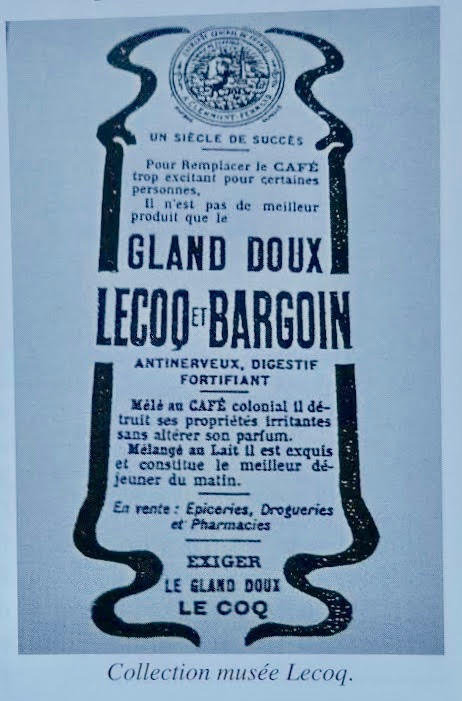 A CLERMONT-FERRAND
UN SIÈCLE DE SUCCÈS
Pour Remplacer le CAFÉ
trop excitant pour certaines
personnes,
Il n'est pas de meilleur
produit que le
GLAND DOUX
LECOQ ET BARGOIN
ANTINERVEUX, DIGESTIF
FORTIFIANT
Mêlé au CAFÉ colonial il dé-
truit ses propriétés irritantes
sans altérer son parfum.
Mélangé au Lait il est exquis
et constitue le meilleur dé-
jeuner du matin.
En vente : Epiceries, Drogueries
et Pharmacies
EXIGER
LE GLAND DOUX
LE COQ
Collection musée Lecoq.